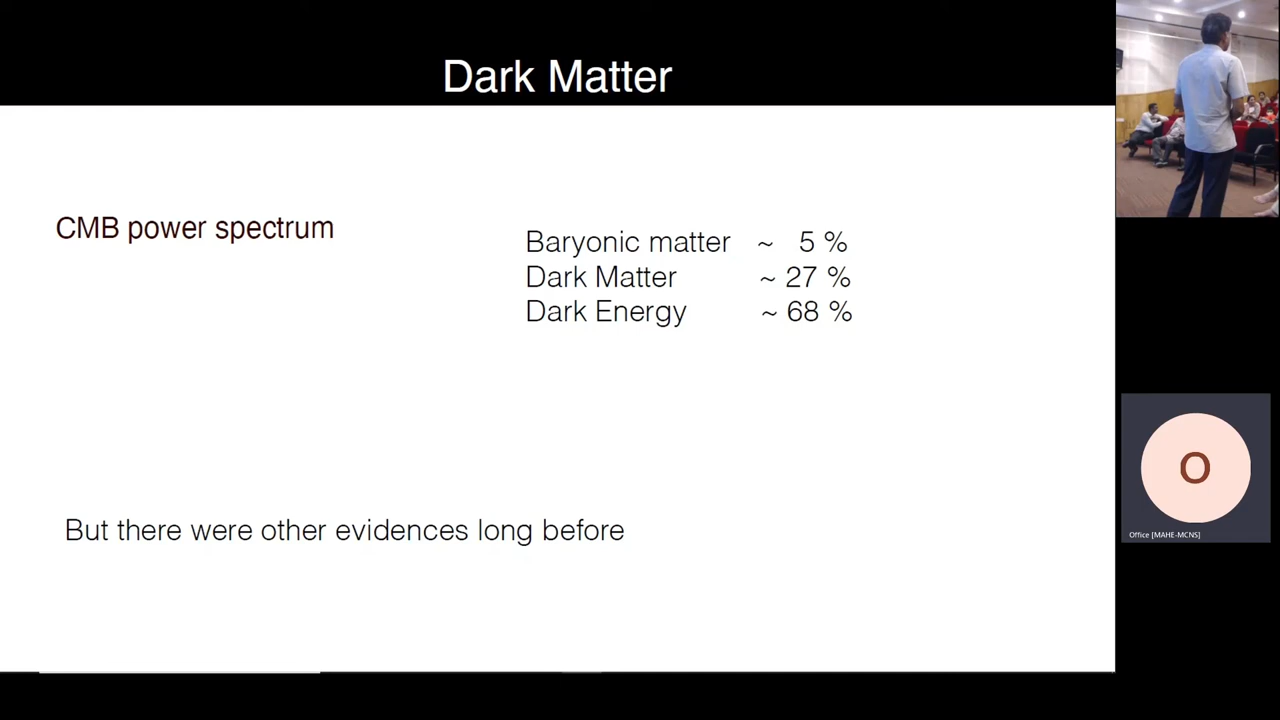 Dark Matter
CMB power spectrum
Baryonic matter ~ 5 %
Dark Matter ~ 27 %
Dark Energy ~ 68 %
But there were other evidences long before
O
Office [MAHE-MCNS]